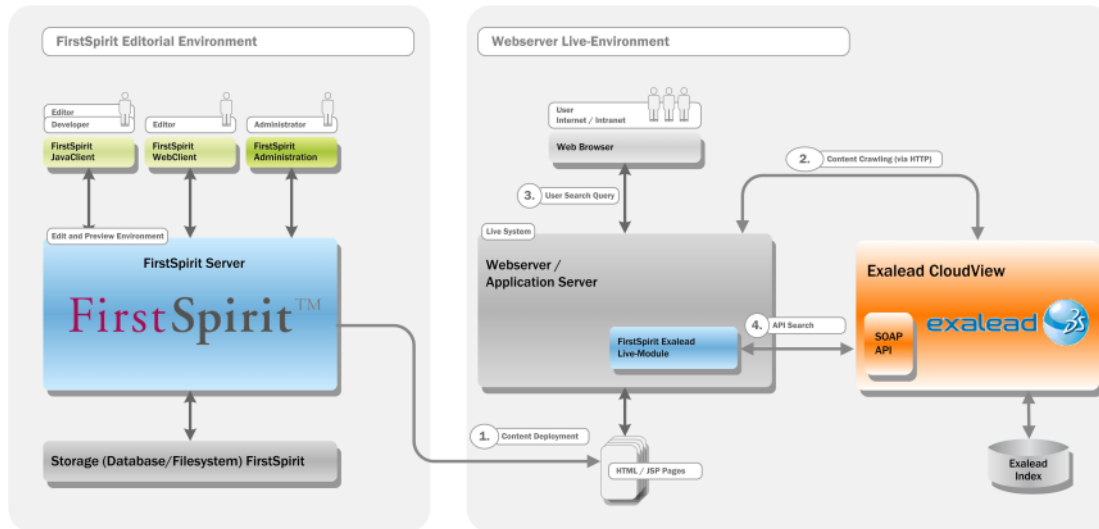 FirstSpirit Editorial Environment
Editor
Developer
FirstSpirit
JavaClient
Editor
FirstSpirit
WebClient
Administrator
FirstSpirit
Administration
Edit and Preview Environment
FirstSpirit Server
FirstSpirit™
Storage (Database/Filesystem) FirstSpirit
Webserver Live-Environment
User
Internet / Intranet
Web Browser
2. Content Crawling (via HTTP)
3. User Search Query
Live System
Webserver /
Application Server
FirstSpirit Exalead
Live-Module
4. API Search
Exalead CloudView
exalead
SOAP
API
1. Content Deployment
HTML / JSP Pages
Exalead
Index